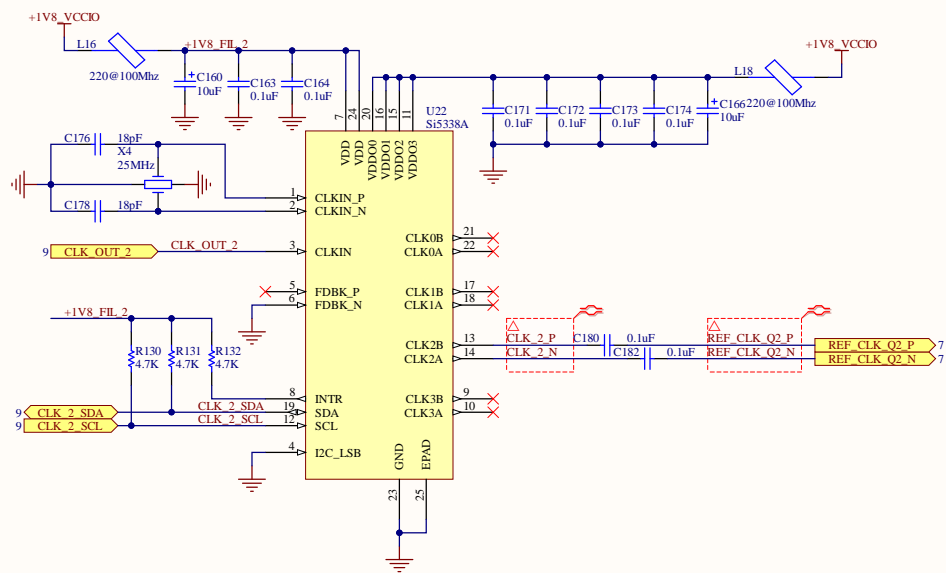 +1V8_VCCIO
L16
220@100Mhz
+1V8_FIL_2
C160
10uF
C163
0.1uF
C164
0.1uF
+1V8_VCCIO
L18
220@100Mhz
C171
0.1uF
C172
0.1uF
C173
0.1uF
C174
0.1uF
C166
10uF
U22
Si5338A
7
24
20
16
15
11
VDD
VDD
VDDO0
VDDO1
VDDO2
VDDO3
C176
18pF
X4
25MHz
C178
18pF
1
CLKIN_P
2
CLKIN_N
9
CLK_OUT_2
CLK_OUT_2
3
CLKIN
5
FDBK_P
6
FDBK_N
CLK0B
21
CLK0A
22
CLK1B
17
CLK1A
18
CLK2B
13
CLK2A
14
CLK3B
9
CLK3A
10
CLK_2_P
CLK_2_N
C180
0.1uF
C182
0.1uF
REF_CLK_Q2_P
REF_CLK_Q2_N
REF_CLK_Q2_P
7
REF_CLK_Q2_N
7
+1V8_FIL_2
R130
4.7K
R131
4.7K
R132
4.7K
8
INTR
9
CLK_2_SDA
CLK_2_SDA
19
SDA
9
CLK_2_SCL
CLK_2_SCL
12
SCL
4
I2C_LSB
GND
EPAD
23
25